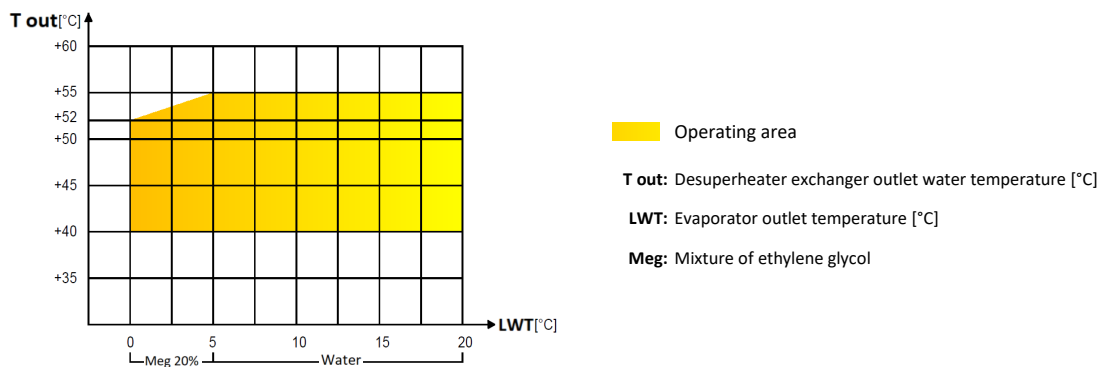 T out[°C]
+60
+55
+52
+50
+45
+40
+35
LWT[°C]
0 5 10 15 20
Meg 20% Water
Operating area
T out: Desuperheater exchanger outlet water temperature [°C]
LWT: Evaporator outlet temperature [°C]
Meg: Mixture of ethylene glycol